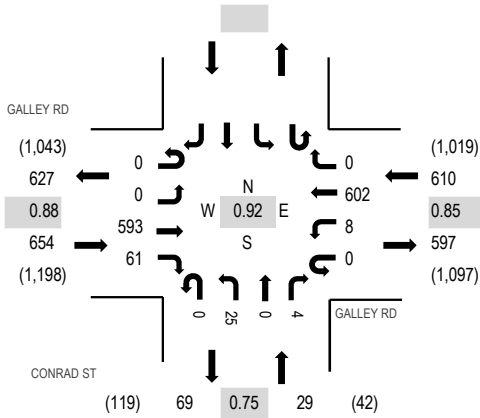 GALLEY RD
(1,043)
627
0.88
654
(1,198)
0
0
593
61
N
W 0.92 E
S
0
602
8
0
(1,019)
610
0.85
597
(1,097)
0 25 0 4
GALLEY RD
CONRAD ST
(119) 69 0.75 29 (42)